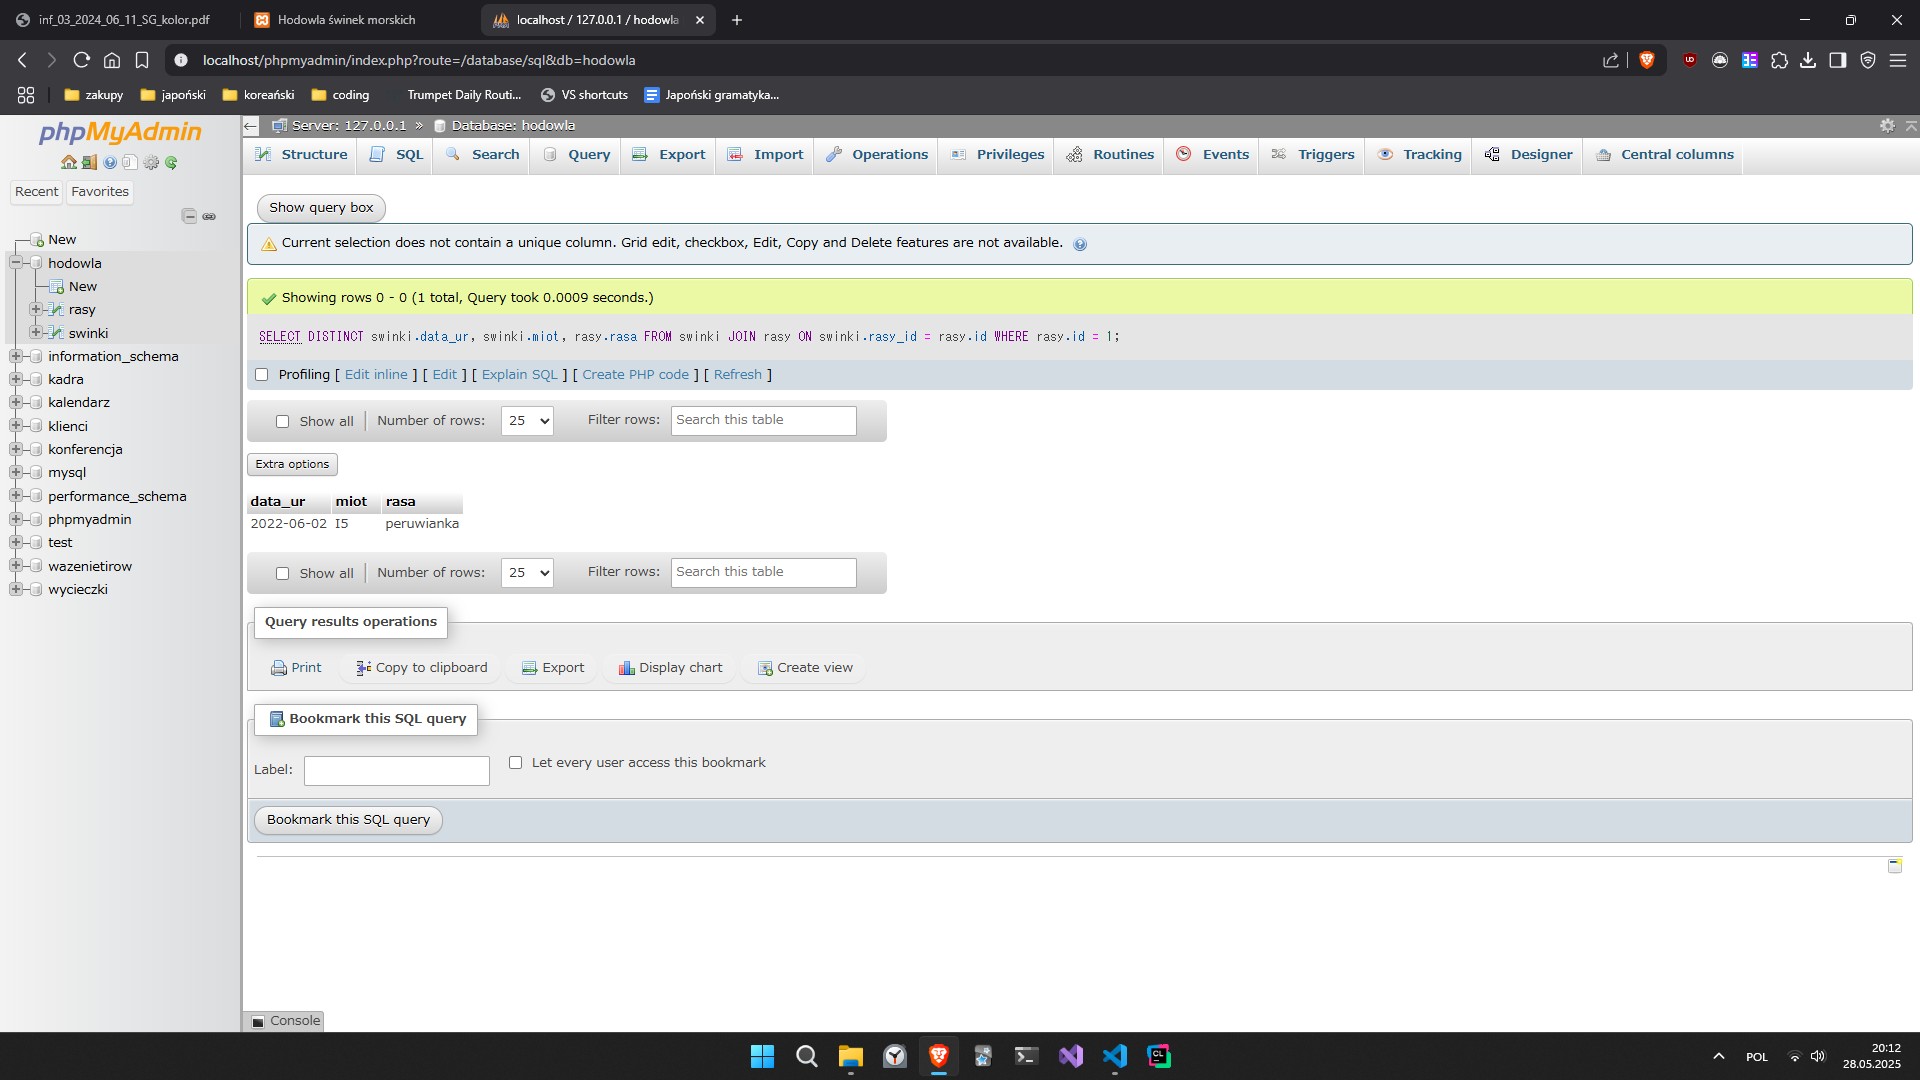 inf_03_2024_06_11_SG_kolor.pdf
Hodowla świnek morskich
localhost / 127.0.0.1 / hodowla
localhost/phpmyadmin/index.php?route=/database/sql&db=hodowla
zakupy
japoński
koreański
coding
Trumpet Daily Routi...
VS shortcuts
Japoński gramatyka...
phpMyAdmin
Recent
Favorites
New
hodowla
New
rasy
swinki
information_schema
kadra
kalendarz
klienci
konferencja
mysql
performance_schema
phpmyadmin
test
wazenietirow
wycieczki
Server: 127.0.0.1 » Database: hodowla
Structure
SQL
Search
Query
Export
Import
Operations
Privileges
Routines
Events
Triggers
Tracking
Designer
Central columns
Show query box
Current selection does not contain a unique column. Grid edit, checkbox, Edit, Copy and Delete features are not available.
Showing rows 0 - 0 (1 total, Query took 0.0009 seconds.)
SELECT DISTINCT swinki.data_ur, swinki.miot, rasy.rasa FROM swinki JOIN rasy ON swinki.rasy_id = rasy.id WHERE rasy.id = 1;
Profiling [ Edit inline ] [ Edit ] [ Explain SQL ] [ Create PHP code ] [ Refresh ]
Show all Number of rows: 25 Filter rows: Search this table
Extra options
data_ur miot rasa
2022-06-02 I5 peruwianka
Show all Number of rows: 25 Filter rows: Search this table
Query results operations
Print
Copy to clipboard
Export
Display chart
Create view
Bookmark this SQL query
Label:
Let every user access this bookmark
Bookmark this SQL query
Console
CL
POL
20:12
28.05.2025